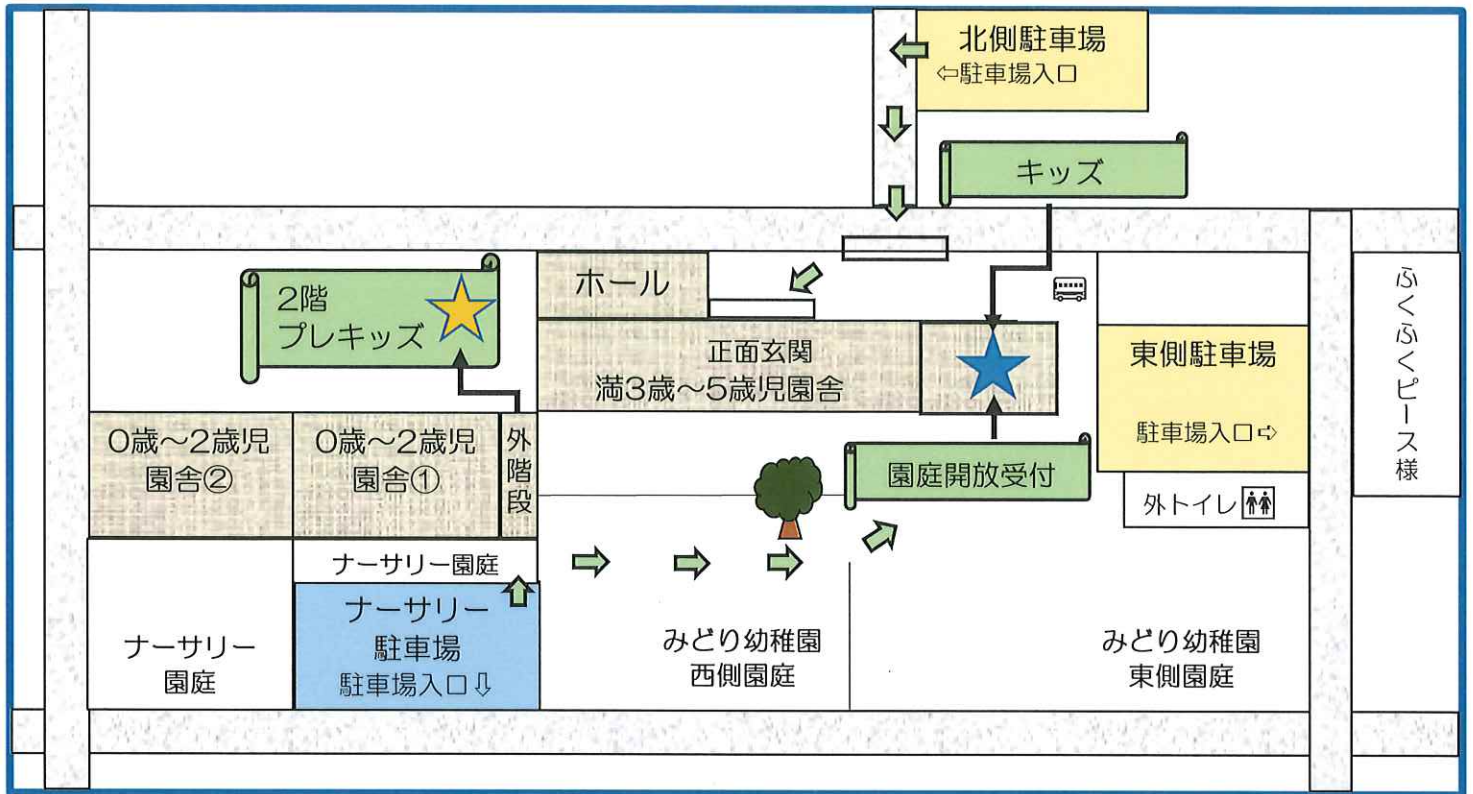 北側駐車場
⇦駐車場入口
キッズ
ホール
2階
プレキッズ
正面玄関
満3歳～5歳児園舎
東側駐車場
駐車場入口⇨
ふくふくピース様
0歳～2歳児
園舎②
0歳～2歳児
園舎①
外階段
園庭開放受付
外トイレ
ナーサリー園庭
ナーサリー
駐車場
駐車場入口⇩
ナーサリー
園庭
みどり幼稚園
西側園庭
みどり幼稚園
東側園庭